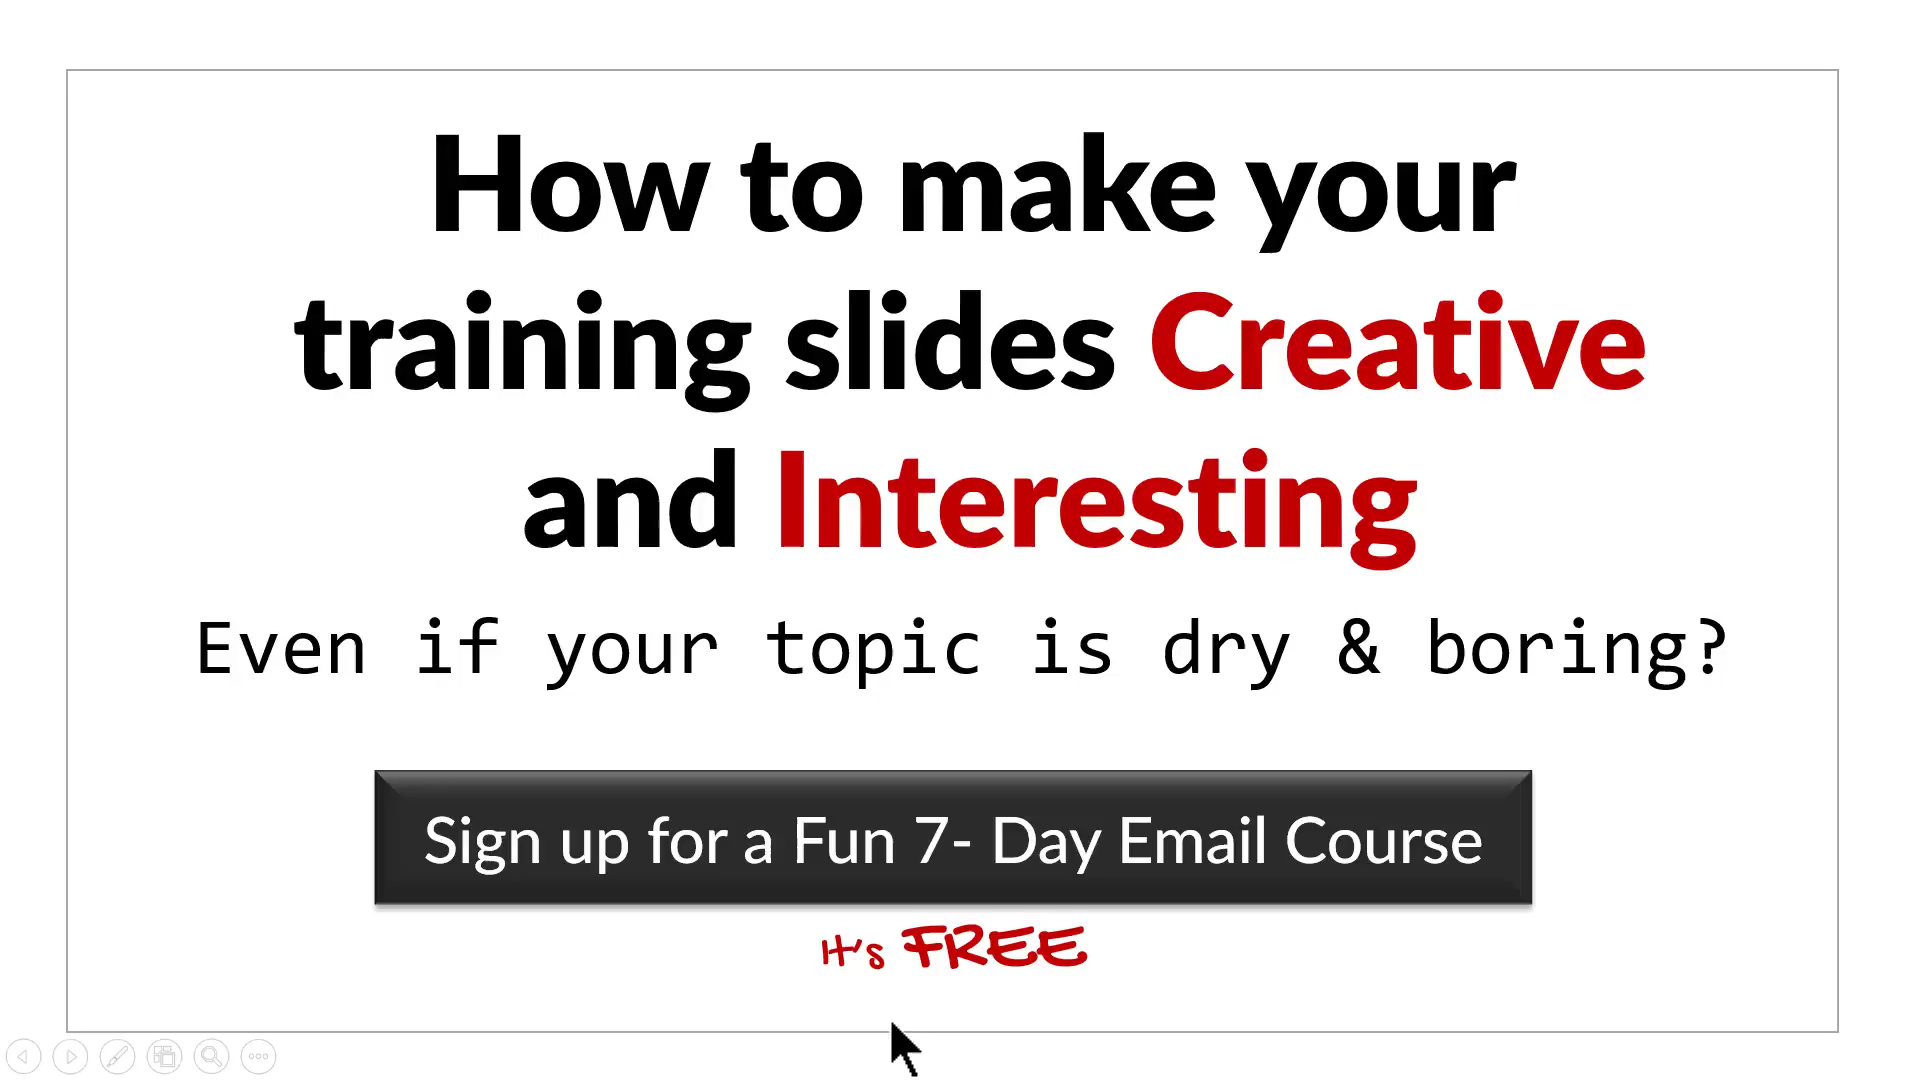 How to make your
training slides Creative
and Interesting
Even if your topic is dry & boring?
Sign up for a Fun 7- Day Email Course
It's FREE